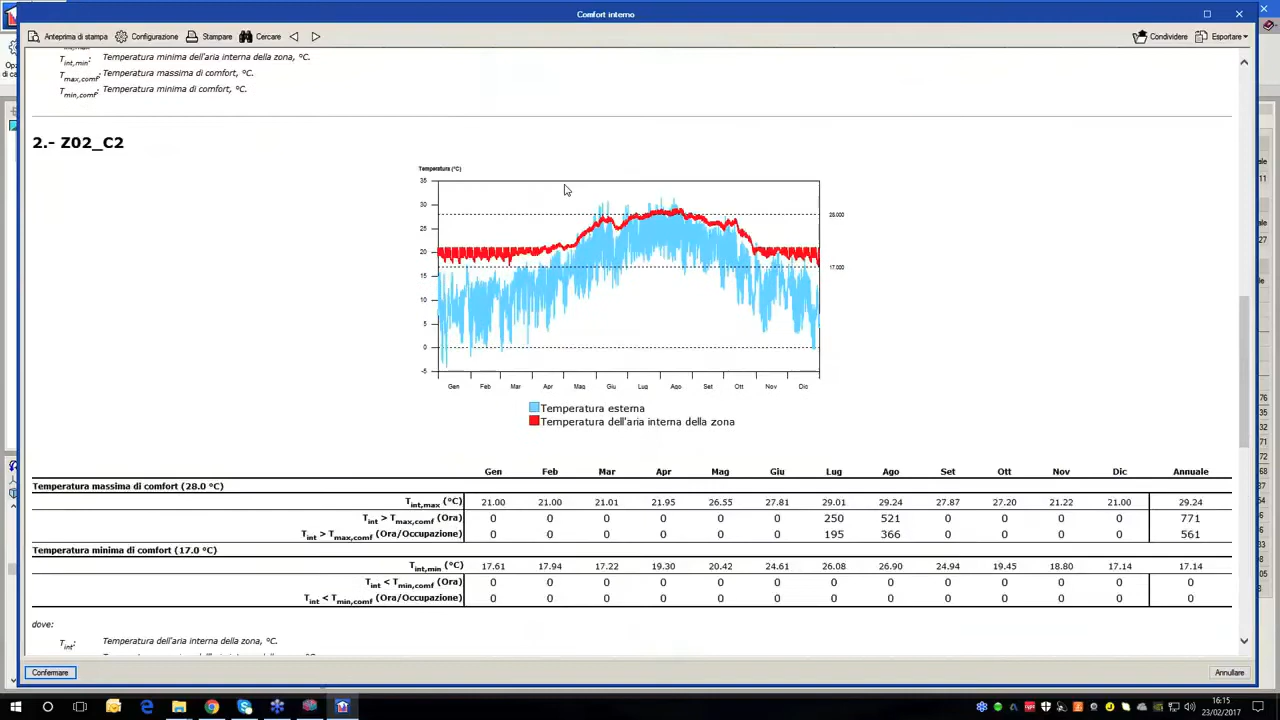 Comfort interno
Anteprima di stampa Configurazione Stampare Cercare Condividere Esportare
Tint,min: Temperatura minima dell'aria interna della zona, °C.
Tmax,comf: Temperatura massima di comfort, °C.
Tmin,comf: Temperatura minima di comfort, °C.
2.- Z02_C2
Temperatura (°C)
35
30
28.000
25
20
17.000
15
10
5
0
-5
Gen Feb Mar Apr Mag Giu Lug Ago Set Ott Nov Dic
Temperatura esterna
Temperatura dell'aria interna della zona
Gen Feb Mar Apr Mag Giu Lug Ago Set Ott Nov Dic Annuale
Temperatura massima di comfort (28.0 °C)
Tint,max (°C) 21.00 21.00 21.01 21.95 26.55 27.81 29.01 29.24 27.87 27.20 21.22 21.00 29.24
Tint > Tmax,comf (Ora) 0 0 0 0 0 0 250 521 0 0 0 0 771
Tint > Tmax,comf (Ora/Occupazione) 0 0 0 0 0 0 195 366 0 0 0 0 561
Temperatura minima di comfort (17.0 °C)
Tint,min (°C) 17.61 17.94 17.22 19.30 20.42 24.61 26.08 26.90 24.94 19.45 18.80 17.14 17.14
Tint < Tmin,comf (Ora) 0 0 0 0 0 0 0 0 0 0 0 0 0
Tint < Tmin,comf (Ora/Occupazione) 0 0 0 0 0 0 0 0 0 0 0 0 0
dove:
Tint: Temperatura dell'aria interna della zona, °C.
Confermare Annullare
16:15
23/02/2017